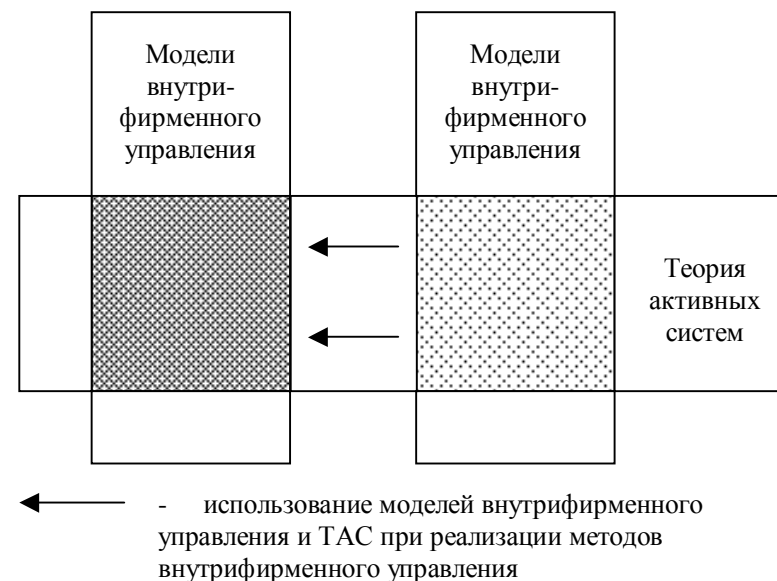 Модели
внутри-
фирменного
управления
Модели
внутри-
фирменного
управления
Теория
активных
систем
- использование моделей внутрифирменного
управления и ТАС при реализации методов
внутрифирменного управления